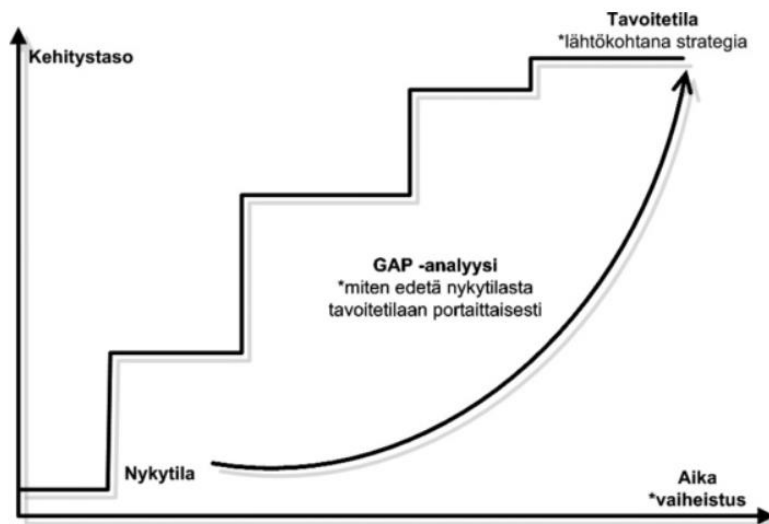 Tavoitetila
*lähtökohtana strategia
Kehitystaso
GAP -analyysi
*miten edetä nykytilasta
tavoitetilaan portaittaisesti
Nykytila
Aika
*vaiheistus